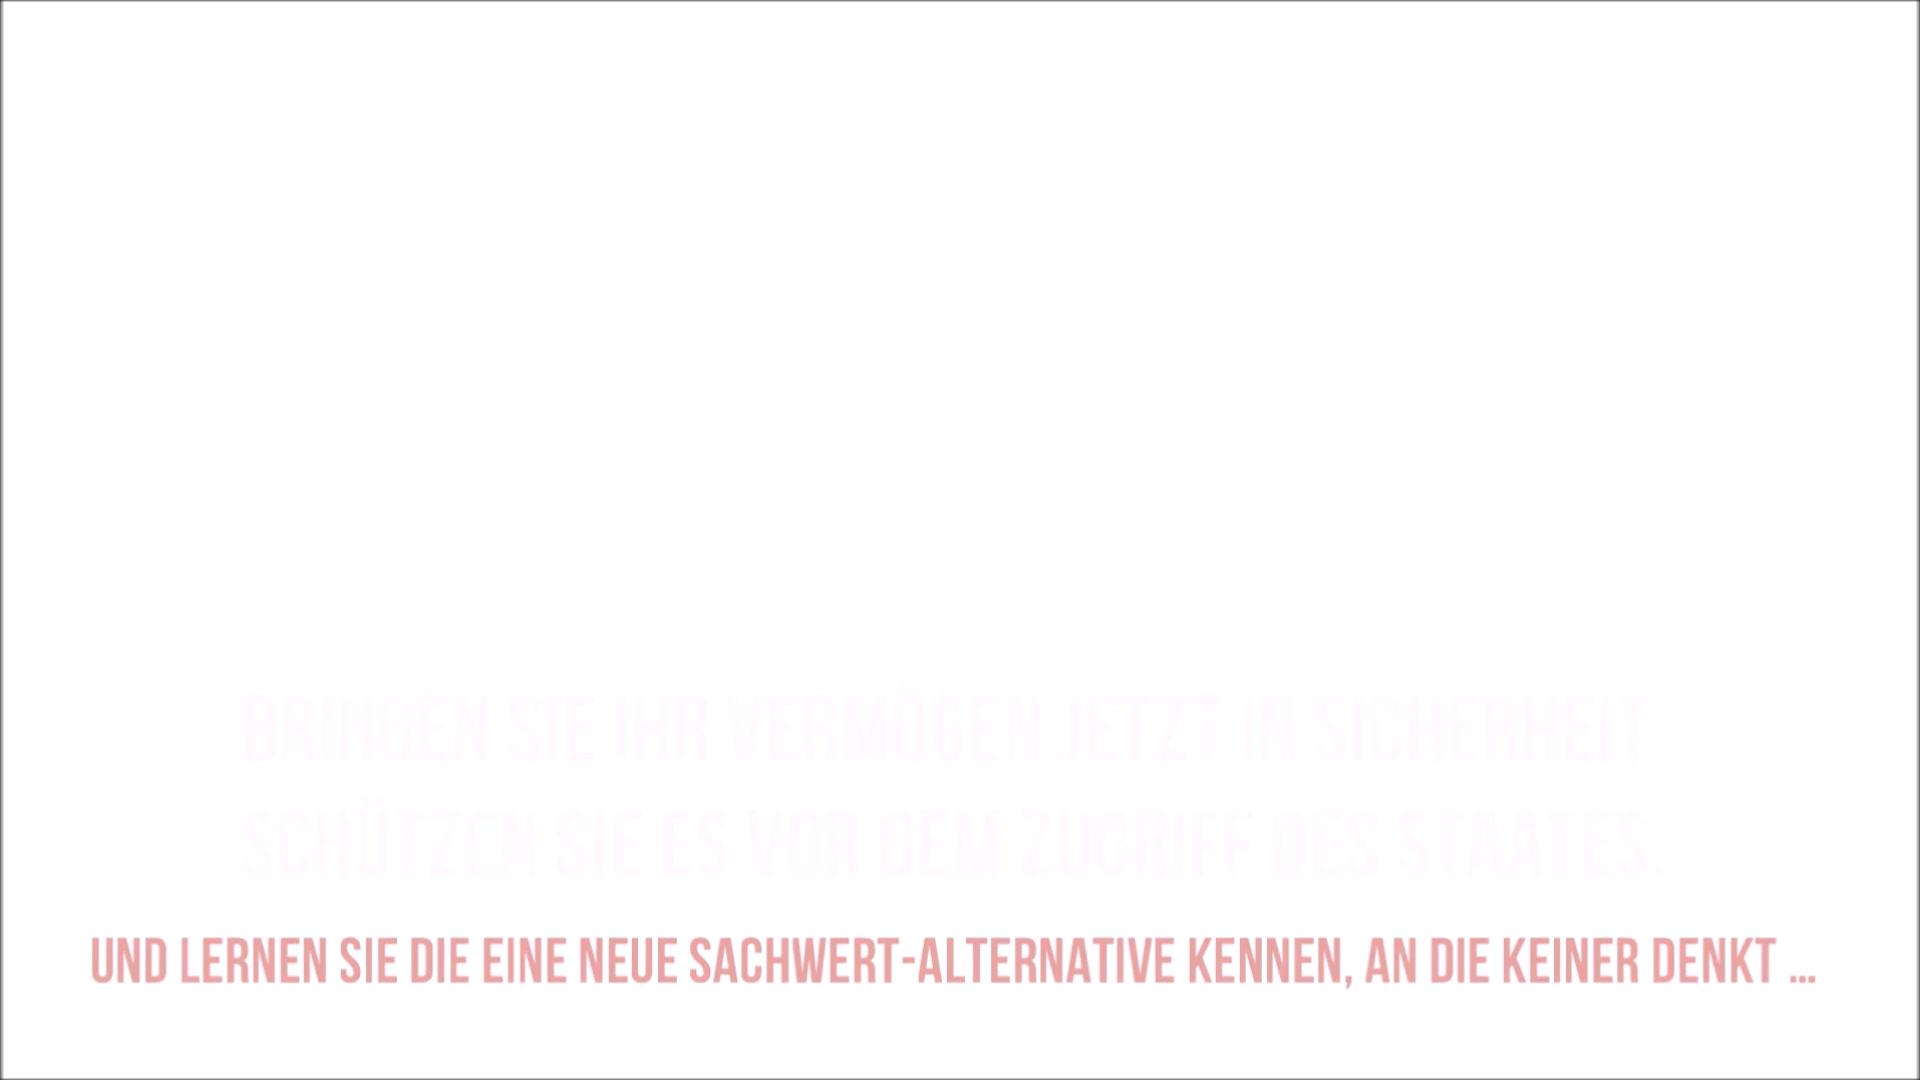 BRINGEN SIE IHR VERMÖGEN JETZT IN SICHERHEIT.
SCHÜTZEN SIE ES VOR DEM ZUGRIFF DES STAATES.
UND LERNEN SIE DIE EINE NEUE SACHWERT-ALTERNATIVE KENNEN, AN DIE KEINER DENKT ...